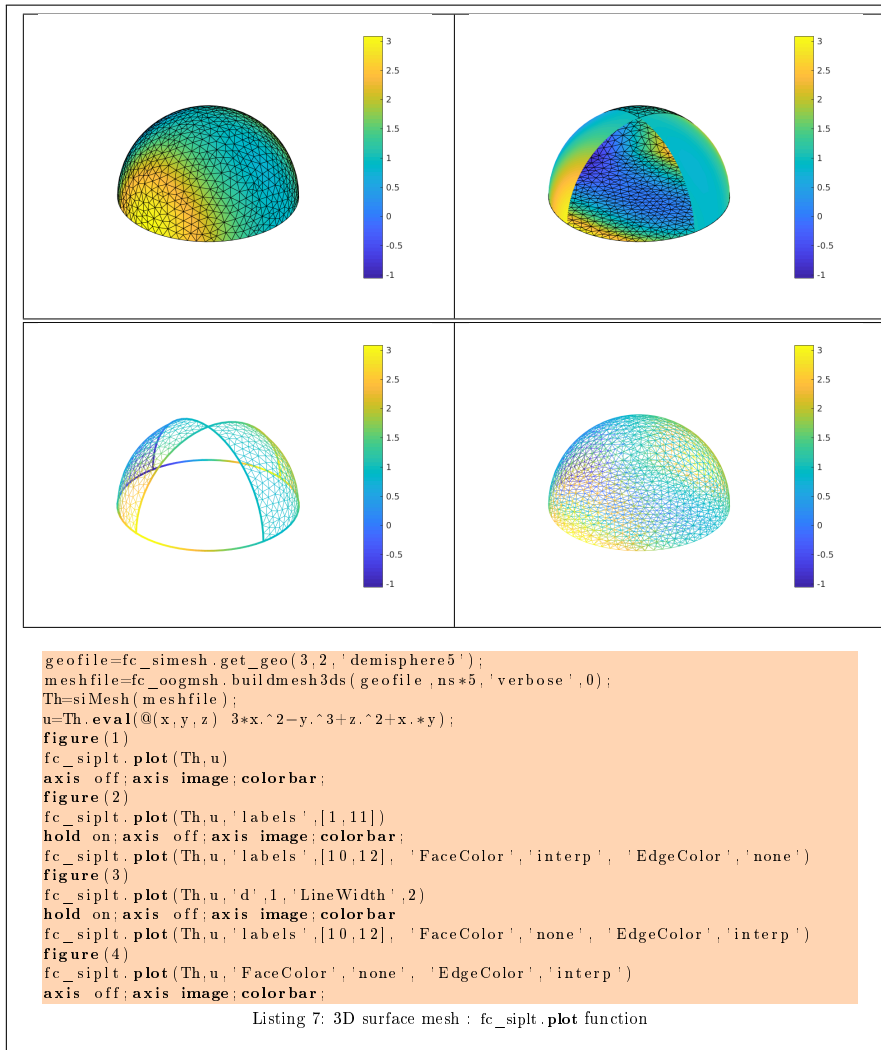 3
2.5
2
1.5
1
0.5
0
-0.5
-1
3
2.5
2
1.5
1
0.5
0
-0.5
-1
3
2.5
2
1.5
1
0.5
0
-0.5
-1
3
2.5
2
1.5
1
0.5
0
-0.5
-1
geofile=fc_simesh.get_geo(3,2,'demisphere5');
meshfile=fc_oogmsh.buildmesh3ds(geofile,ns*5,'verbose',0);
Th=siMesh(meshfile);
u=Th.eval(@(x,y,z) 3*x.^2-y.^3+z.^2+x.*y);
figure(1)
fc_siplt.plot(Th,u)
axis off;axis image;colorbar;
figure(2)
fc_siplt.plot(Th,u,'labels',[1,11])
hold on;axis off;axis image;colorbar;
fc_siplt.plot(Th,u,'labels',[10,12], 'FaceColor','interp', 'EdgeColor','none')
figure(3)
fc_siplt.plot(Th,u,'d',1,'LineWidth',2)
hold on;axis off;axis image;colorbar
fc_siplt.plot(Th,u,'labels',[10,12], 'FaceColor','none', 'EdgeColor','interp')
figure(4)
fc_siplt.plot(Th,u,'FaceColor','none', 'EdgeColor','interp')
axis off;axis image;colorbar;
Listing 7: 3D surface mesh : fc_siplt.plot function